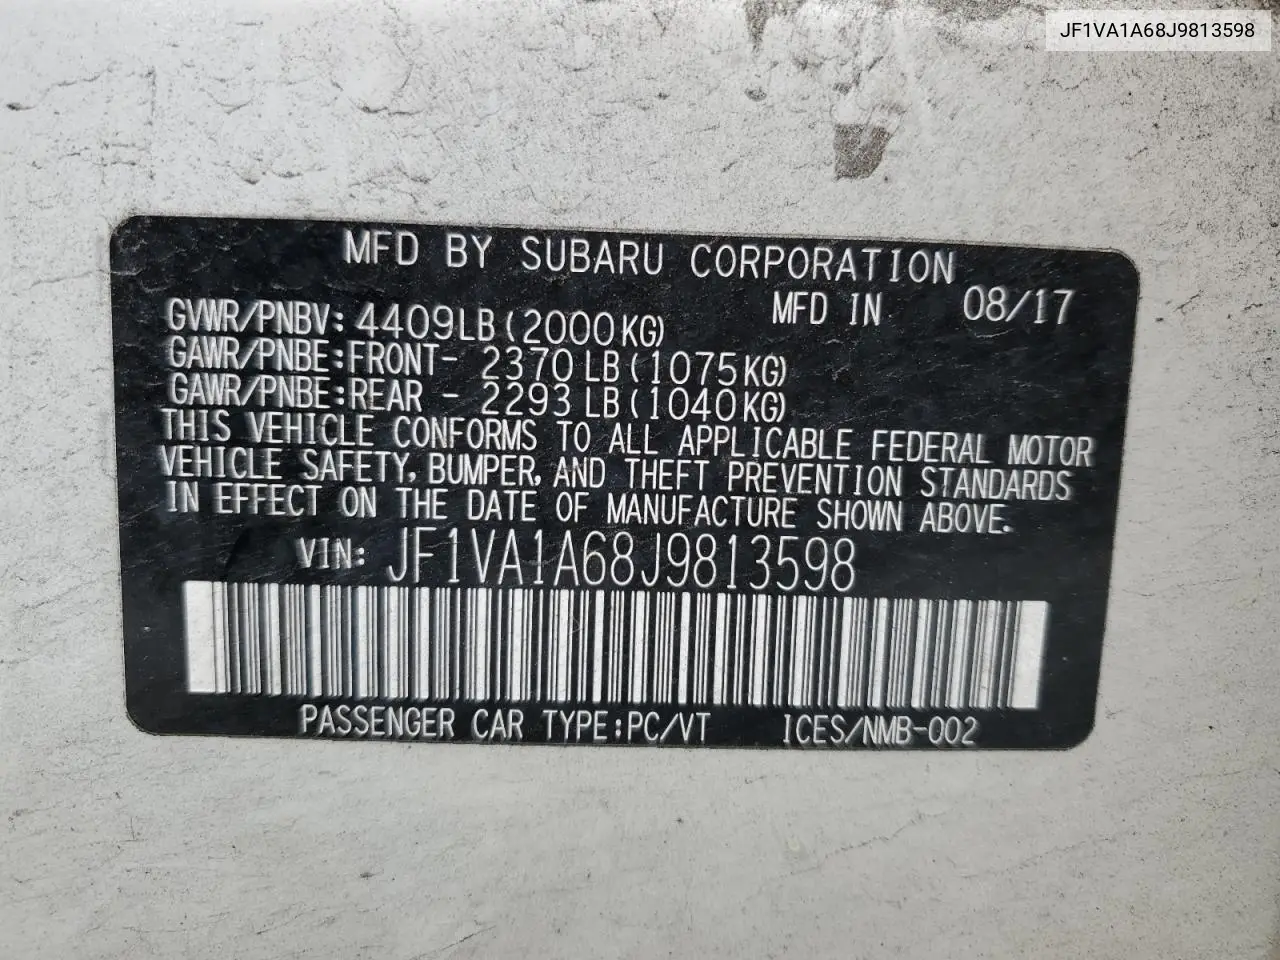 JF1VA1A68J9813598
MFD BY SUBARU CORPORATION
MFD IN 08/17
GVWR/PNBV: 4409LB (2000KG)
GAWR/PNBE:FRONT- 2370LB (1075KG)
GAWR/PNBE:REAR - 2293LB (1040KG)
THIS VEHICLE CONFORMS TO ALL APPLICABLE FEDERAL MOTOR
VEHICLE SAFETY, BUMPER, AND THEFT PREVENTION STANDARDS
IN EFFECT ON THE DATE OF MANUFACTURE SHOWN ABOVE.
VIN: JF1VA1A68J9813598
PASSENGER CAR TYPE:PC/VT ICES/NMB-002